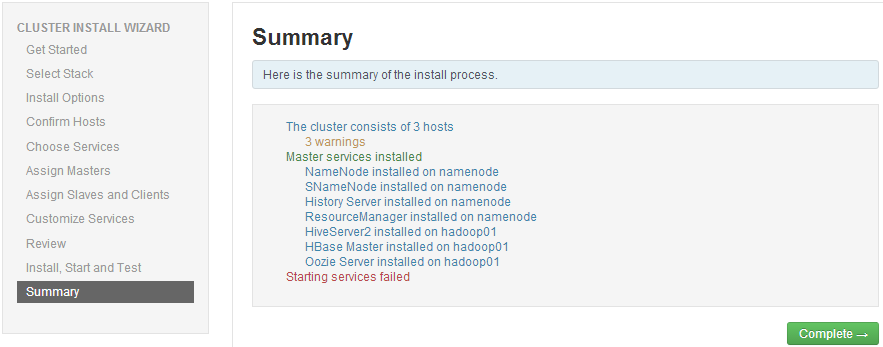 CLUSTER INSTALL WIZARD
Get Started
Select Stack
Install Options
Confirm Hosts
Choose Services
Assign Masters
Assign Slaves and Clients
Customize Services
Review
Install, Start and Test
Summary
Summary
Here is the summary of the install process.
The cluster consists of 3 hosts
3 warnings
Master services installed
NameNode installed on namenode
SNameNode installed on namenode
History Server installed on namenode
ResourceManager installed on namenode
HiveServer2 installed on hadoop01
HBase Master installed on hadoop01
Oozie Server installed on hadoop01
Starting services failed
Complete →